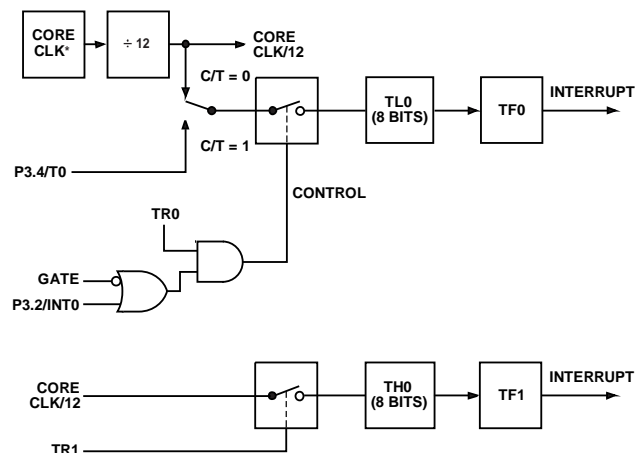 CORE
CLK*
÷ 12
CORE
CLK/12
C/T = 0
TL0
(8 BITS)
TF0
INTERRUPT
C/T = 1
P3.4/T0
CONTROL
TR0
GATE
P3.2/INT0
CORE
CLK/12
TH0
(8 BITS)
TF1
INTERRUPT
TR1